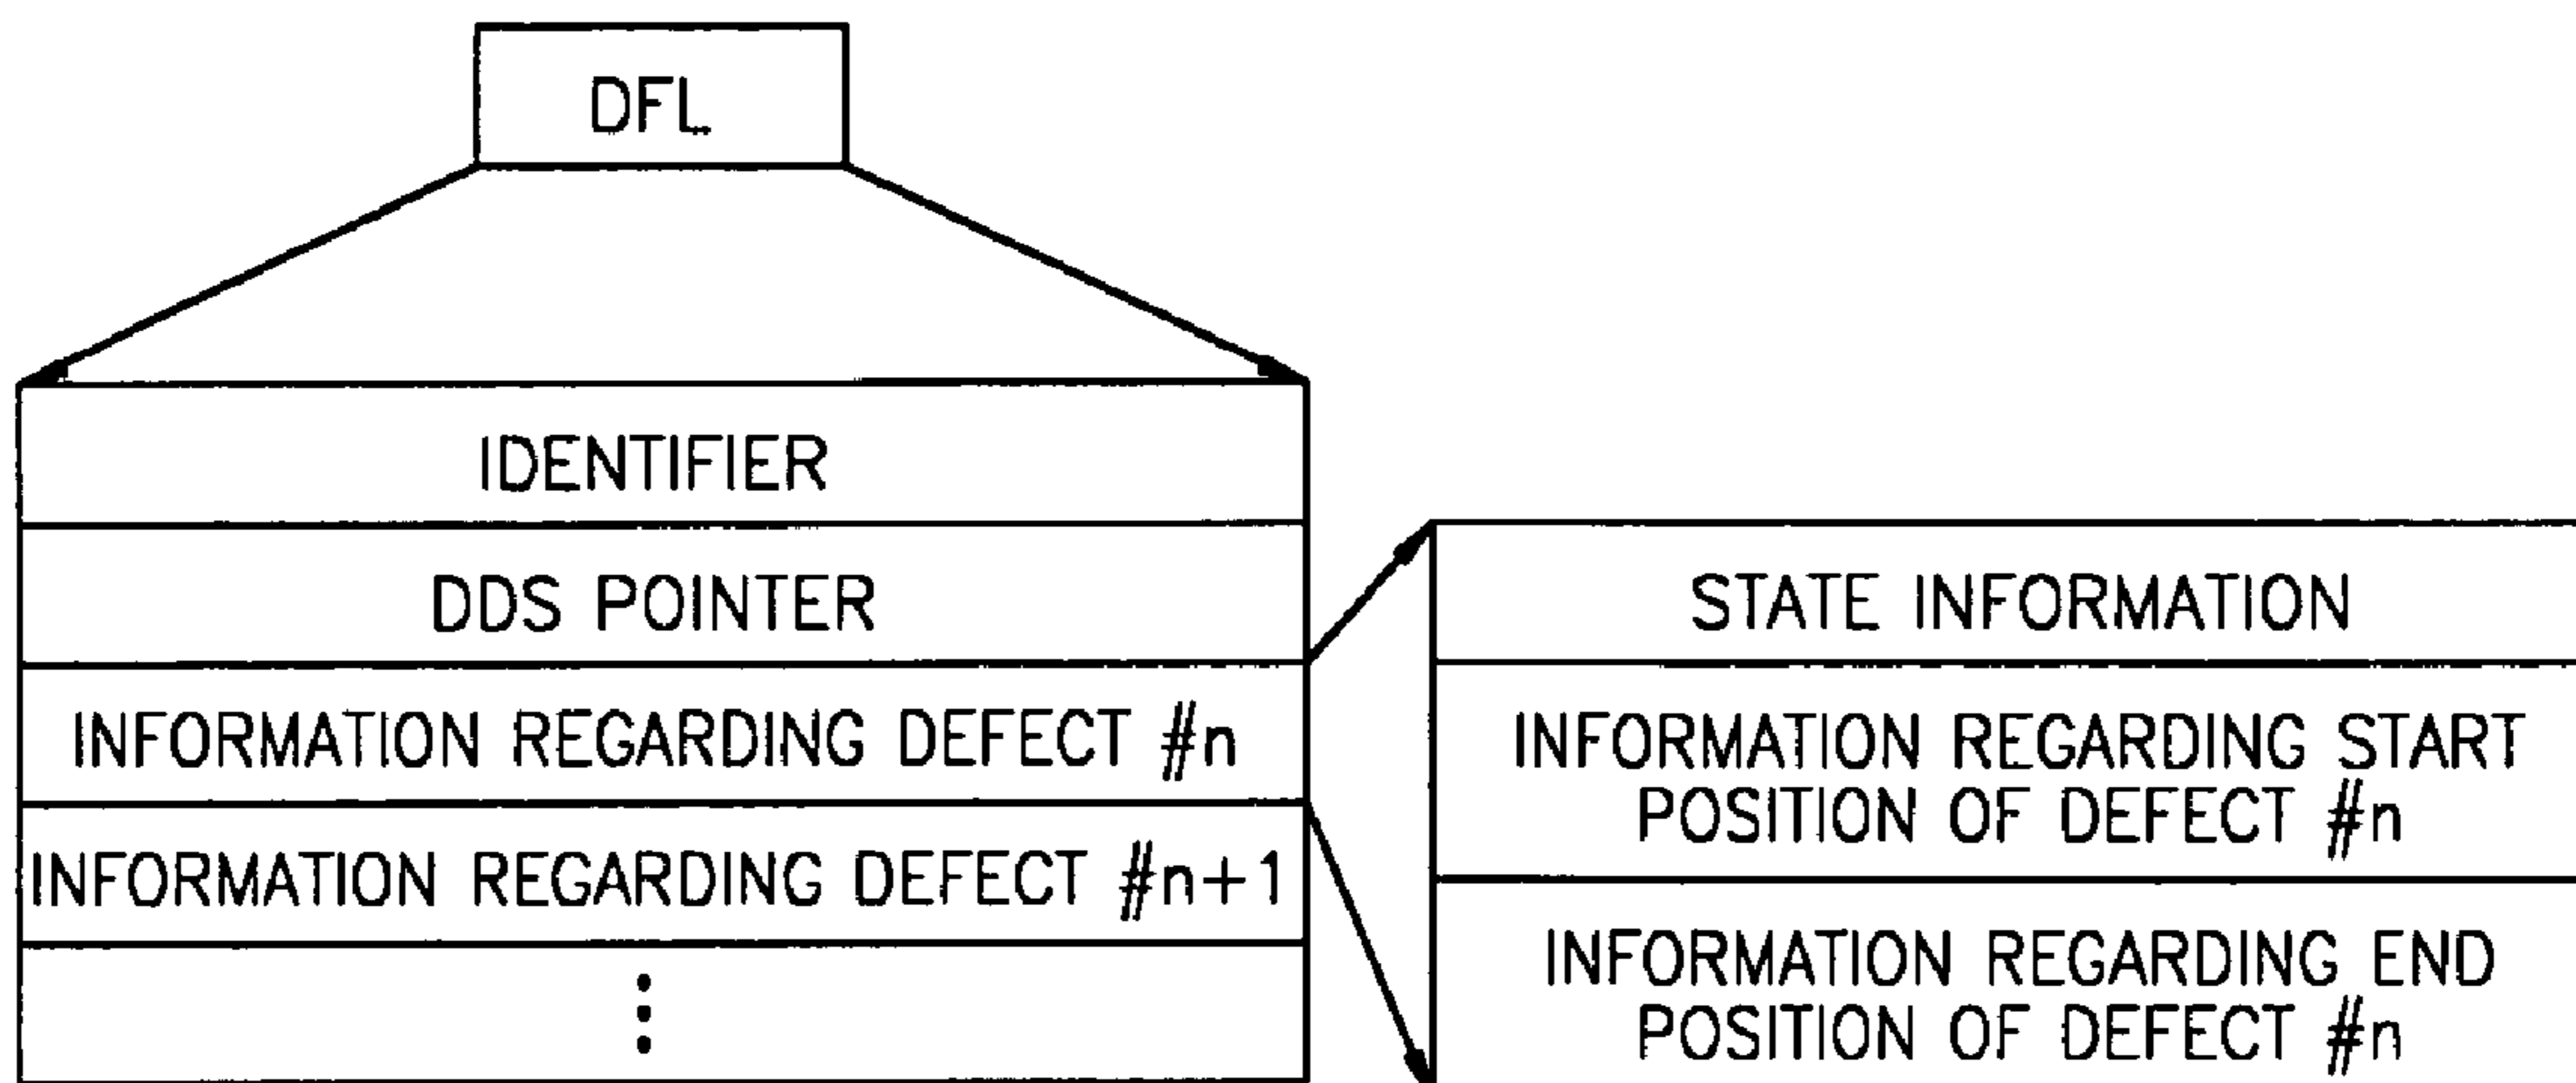 DFL
IDENTIFIER
DDS POINTER
INFORMATION REGARDING DEFECT #n
INFORMATION REGARDING DEFECT #n+1
STATE INFORMATION
INFORMATION REGARDING START
POSITION OF DEFECT #n
INFORMATION REGARDING END
POSITION OF DEFECT #n